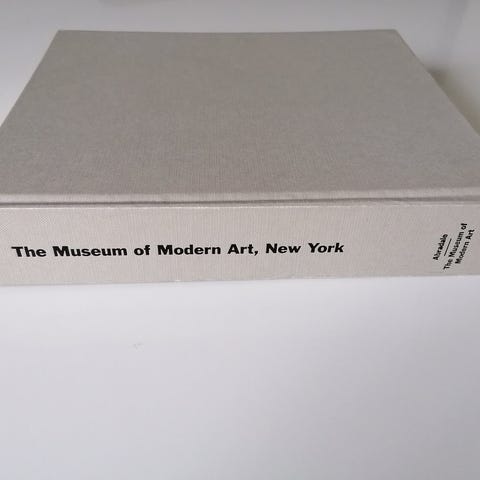 The Museum of Modern Art, New York
Abradale
The Museum of
Modern Art